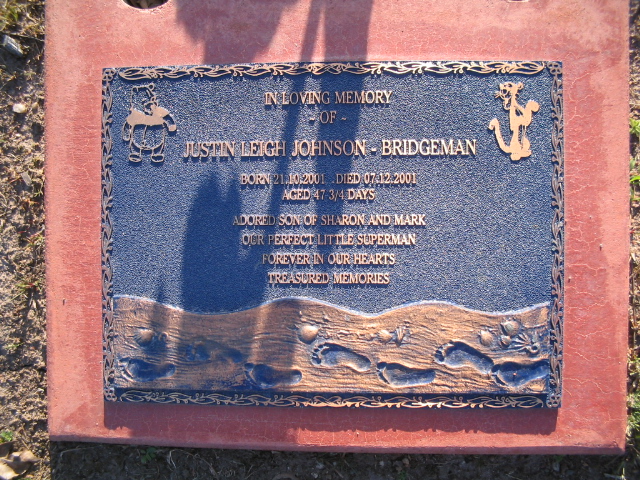 IN LOVING MEMORY
~ OF ~
JUSTIN LEIGH JOHNSON - BRIDGEMAN
BORN 21.10.2001 . DIED 07.12.2001
AGED 47 3/4 DAYS
ADORED SON OF SHARON AND MARK
OUR PERFECT LITTLE SUPERMAN
FOREVER IN OUR HEARTS
TREASURED MEMORIES